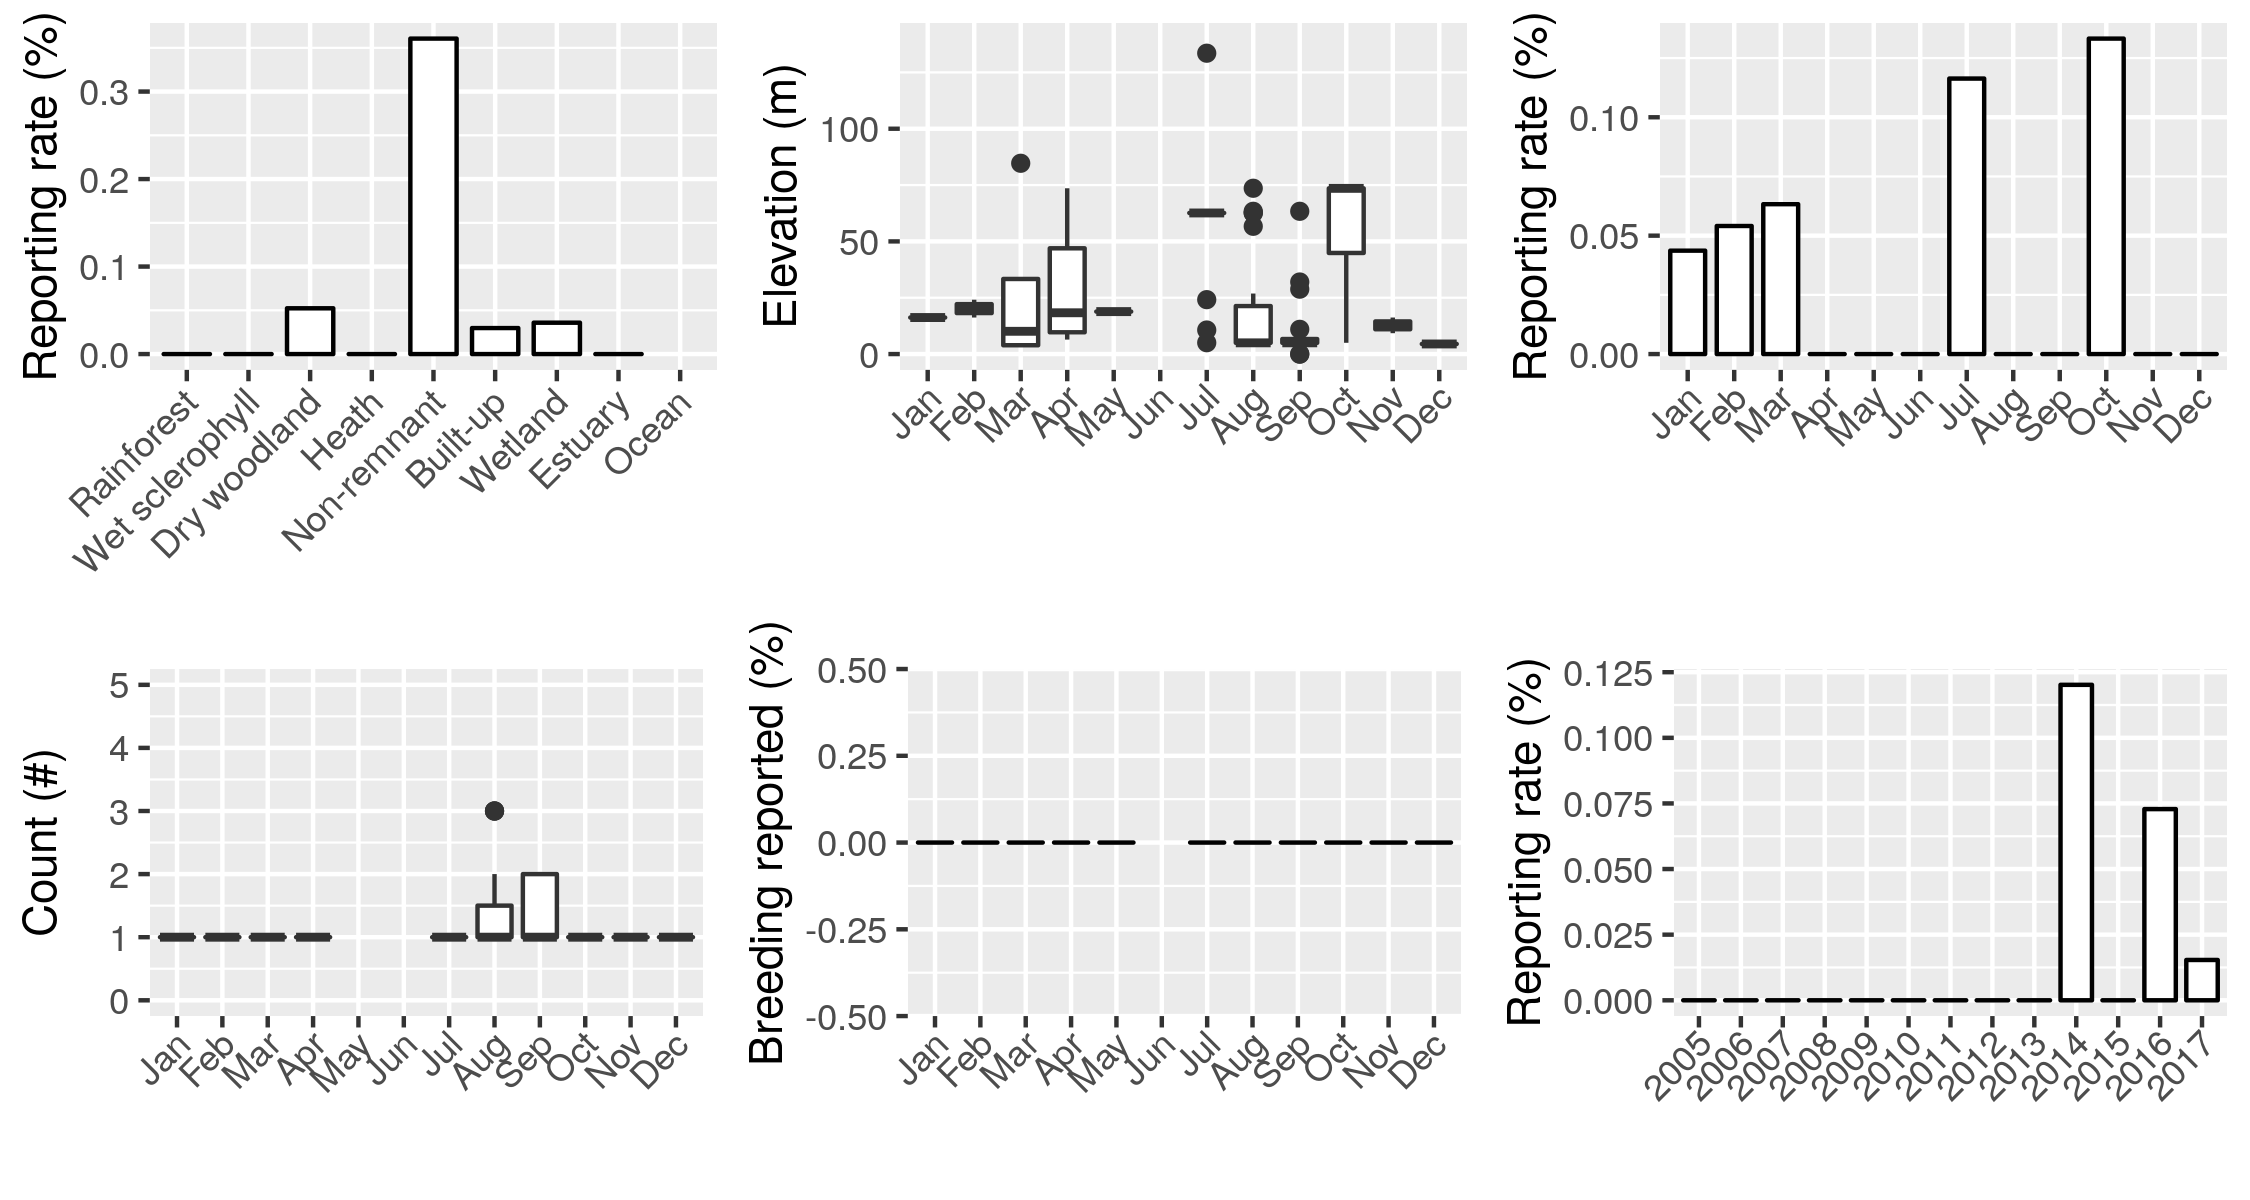 Reporting rate (%)
0.3
0.2
0.1
0.0
Rainforest
Wet sclerophyll
Dry woodland
Heath
Non-remnant
Built-up
Wetland
Estuary
Ocean
Elevation (m)
100
50
0
Jan
Feb
Mar
Apr
May
Jun
Jul
Aug
Sep
Oct
Nov
Dec
Reporting rate (%)
0.10
0.05
0.00
Jan
Feb
Mar
Apr
May
Jun
Jul
Aug
Sep
Oct
Nov
Dec
Count (#)
5
4
3
2
1
0
Jan
Feb
Mar
Apr
May
Jun
Jul
Aug
Sep
Oct
Nov
Dec
Breeding reported (%)
0.50
0.25
0.00
-0.25
-0.50
Jan
Feb
Mar
Apr
May
Jun
Jul
Aug
Sep
Oct
Nov
Dec
Reporting rate (%)
0.125
0.100
0.075
0.050
0.025
0.000
2005
2006
2007
2008
2009
2010
2011
2012
2013
2014
2015
2016
2017